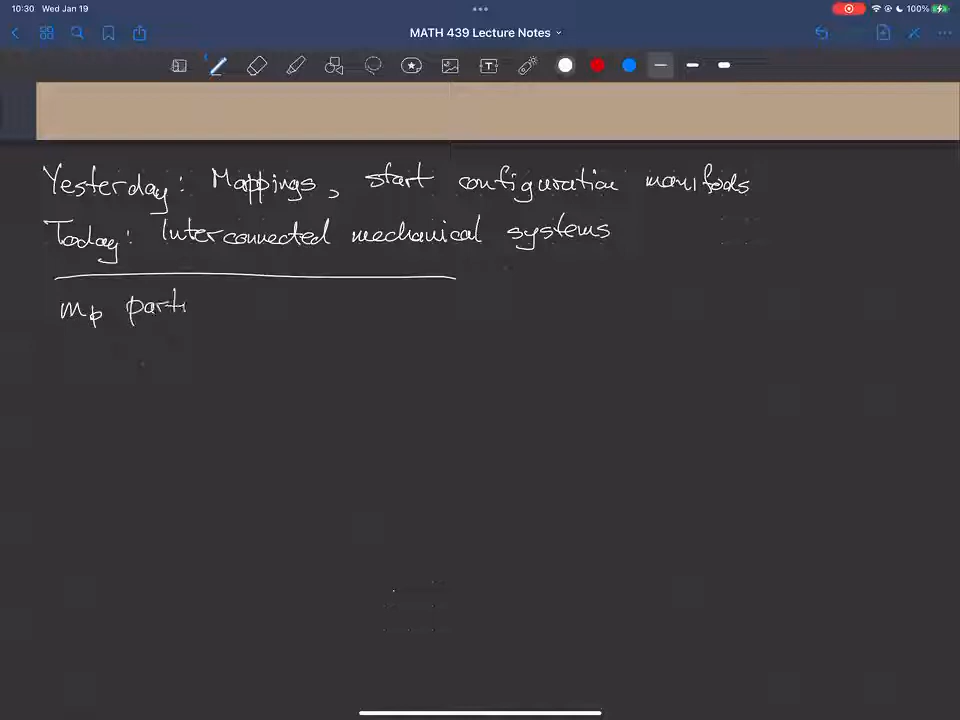 10:30 Wed Jan 19
100%
MATH 439 Lecture Notes
Yesterday: Mappings, start configuration manifods
Today: Interconnected mechanical systems
mp parti